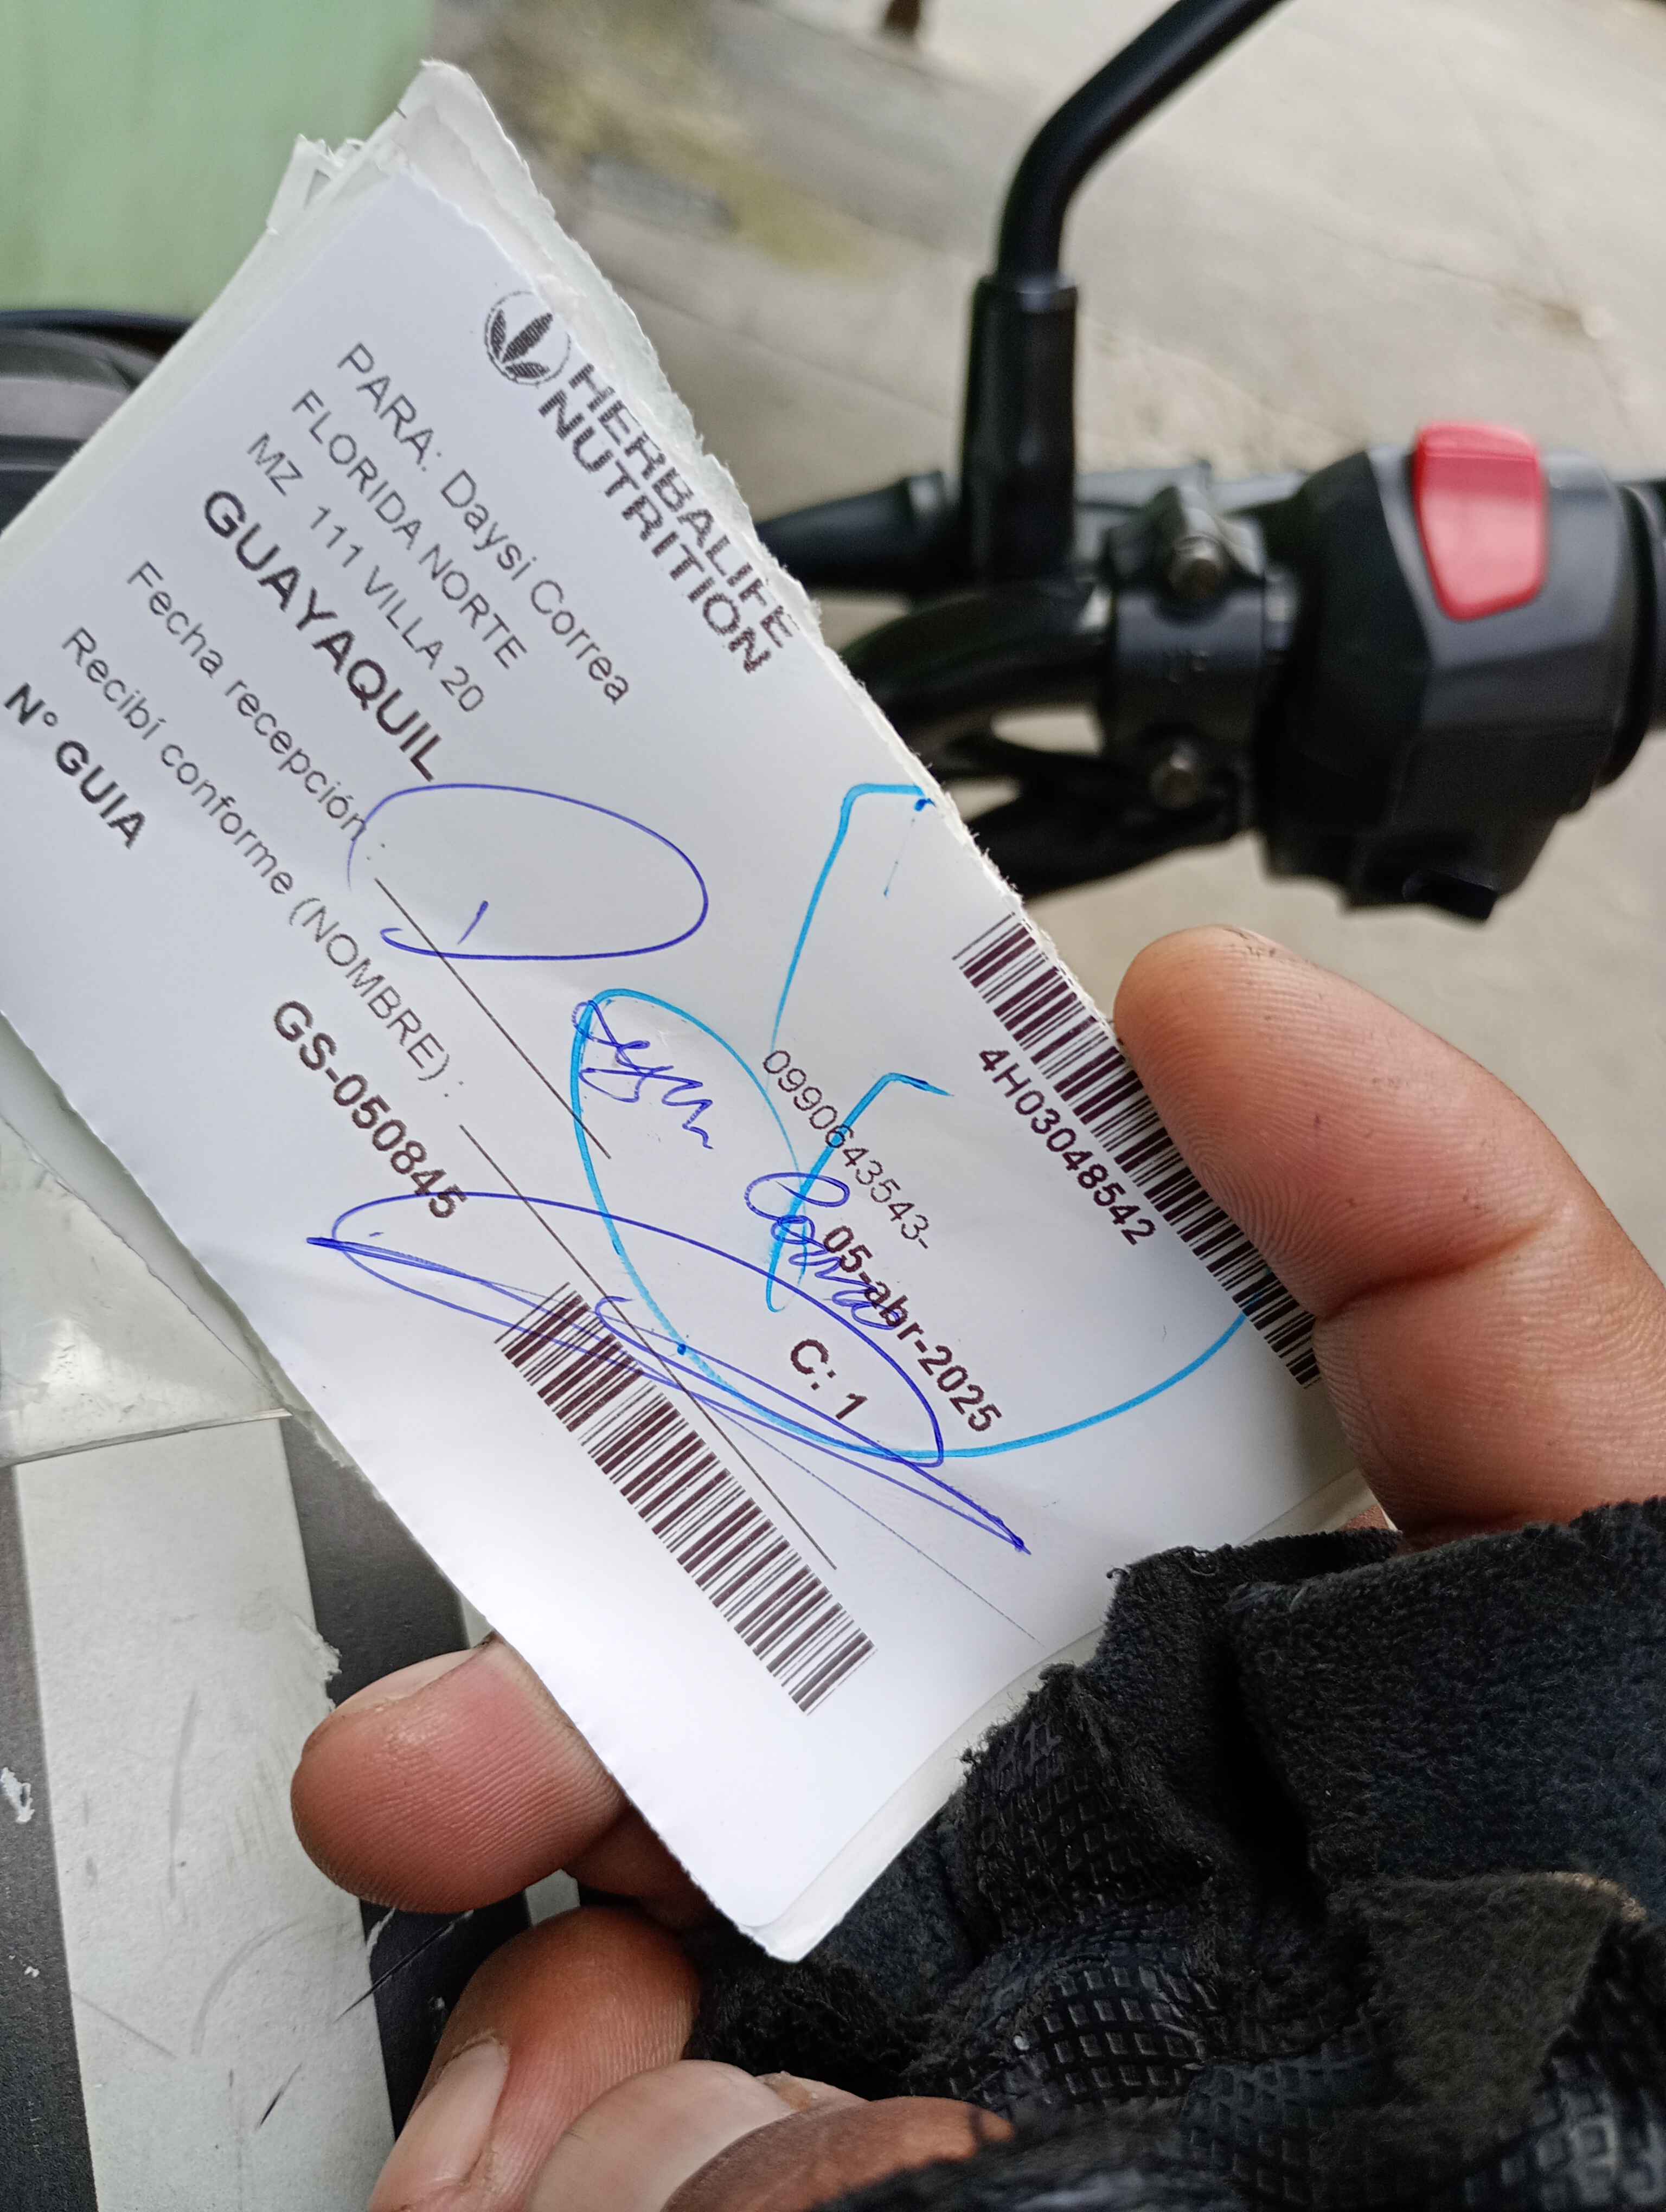 HERBALIFE
NUTRITION
4H03048542
PARA: Daysi Correa
FLORIDA NORTE
0990643543-
MZ 111 VILLA 20
05-abr-2025
GUAYAQUIL
C: 1
Fecha recepción :
Recibí conforme (NOMBRE) :
Correa
N° GUIA
GS-050845